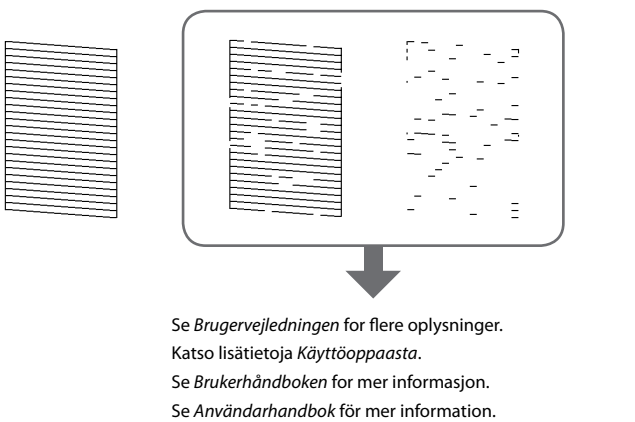 Se Brugervejledningen for flere oplysninger.
Katso lisätietoja Käyttöoppaasta.
Se Brukerhåndboken for mer informasjon.
Se Användarhandbok för mer information.